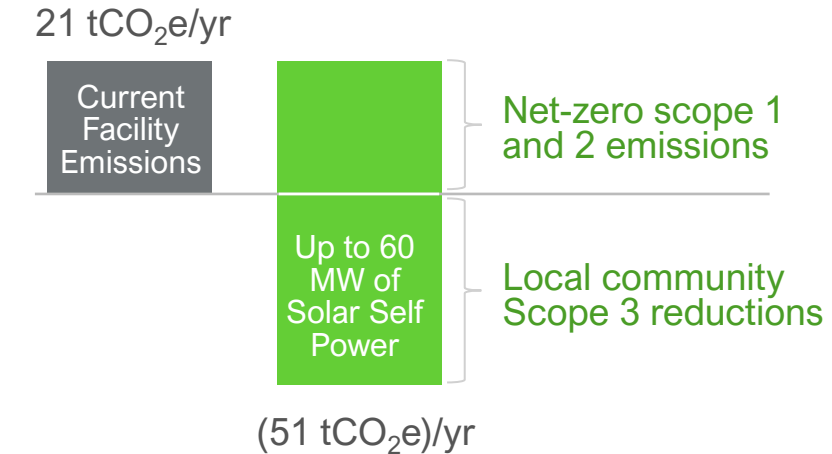 21 tCO₂e/yr
Current
Facility
Emissions
Net-zero scope 1
and 2 emissions
Up to 60
MW of
Solar Self
Power
Local community
Scope 3 reductions
(51 tCO₂e)/yr